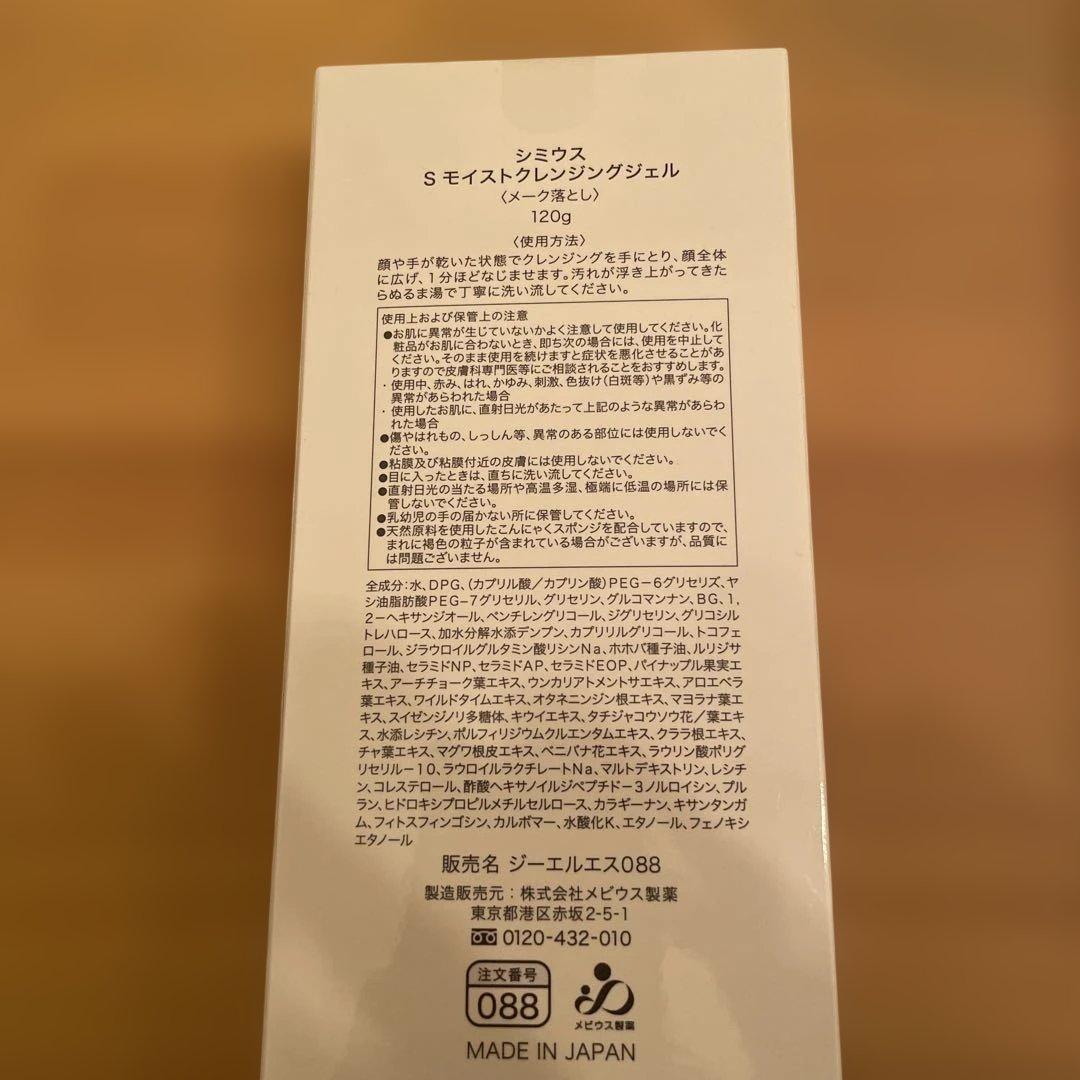 シミウス
S モイストクレンジングジェル
〈メーク落とし〉
120g
〈使用方法〉
顔や手が乾いた状態でクレンジングを手にとり、顔全体
に広げ、1分ほどなじませます。汚れが浮き上がってきた
らぬるま湯で丁寧に洗い流してください。
使用上および保管上の注意
●お肌に異常が生じていないかよく注意して使用してください。化
粧品がお肌に合わないとき、即ち次の場合には、使用を中止して
ください。そのまま使用を続けますと症状を悪化させることがあ
りますので皮膚科専門医等にご相談されることをおすすめします。
・使用中、赤み、はれ、かゆみ、刺激、色抜け(白斑等)や黒ずみ等の
異常があらわれた場合
・使用したお肌に、直射日光があたって上記のような異常があらわ
れた場合
●傷やはれもの、しっしん等、異常のある部位には使用しないでく
ださい。
●粘膜及び粘膜付近の皮膚には使用しないでください。
●目に入ったときは、直ちに洗い流してください。
●直射日光の当たる場所や高温多湿、極端に低温の場所には保
管しないでください。
●乳幼児の手の届かない所に保管してください。
●天然原料を使用したこんにゃくスポンジを配合していますので、
まれに褐色の粒子が含まれている場合がございますが、品質に
は問題ございません。
全成分:水、DPG、(カプリル酸/カプリン酸)PEG-6グリセリズ、ヤ
シ油脂肪酸PEG-7グリセリル、グリセリン、グルコマンナン、BG、1,
2-ヘキサンジオール、ペンチレングリコール、ジグリセリン、グリコシル
トレハロース、加水分解水添デンプン、カプリリルグリコール、トコフェ
ロール、ジラウロイルグルタミン酸リシンNa、ホホバ種子油、ルリジサ
種子油、セラミドNP、セラミドAP、セラミドEOP、パイナップル果実エ
キス、アーチチョーク葉エキス、ウンカリアトメントサエキス、アロエベラ
葉エキス、ワイルドタイムエキス、オタネニンジン根エキス、マヨラナ葉エ
キス、スイゼンジノリ多糖体、キウイエキス、タチジャコウソウ花/葉エキ
ス、水添レシチン、ポルフィリジウムクルエンタムエキス、クララ根エキス、
チャ葉エキス、マグワ根皮エキス、ベニバナ花エキス、ラウリン酸ポリグ
リセリル-10、ラウロイルラクチレートNa、マルトデキストリン、レシチ
ン、コレステロール、酢酸ヘキサノイルジペプチド-3ノルロイシン、プル
ラン、ヒドロキシプロピルメチルセルロース、カラギーナン、キサンタンガ
ム、フィトスフィンゴシン、カルボマー、水酸化K、エタノール、フェノキシ
エタノール
販売名 ジーエルエス088
製造販売元:株式会社メビウス製薬
東京都港区赤坂2-5-1
0120-432-010
注文番号
088
メビウス製薬
MADE IN JAPAN